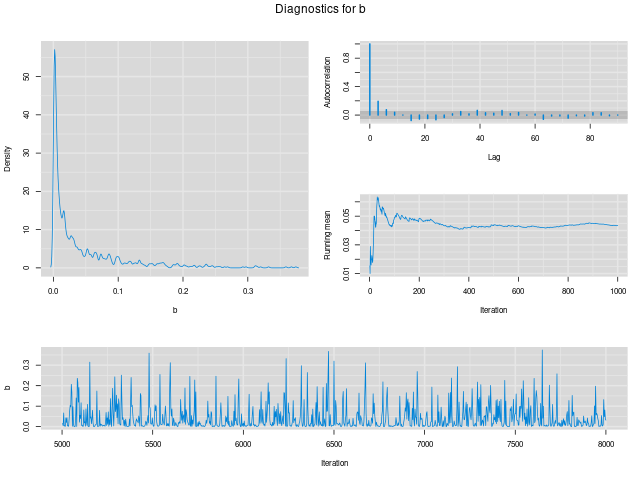 Diagnostics for b
Density
50
40
30
20
10
0
0.0 0.1 0.2 0.3
b
Autocorrelation
0.8
0.4
0.0
0 20 40 60 80
Lag
Running mean
0.05
0.03
0.01
0 200 400 600 800 1000
Iteration
b
0.3
0.2
0.1
0.0
5000 5500 6000 6500 7000 7500 8000
Iteration